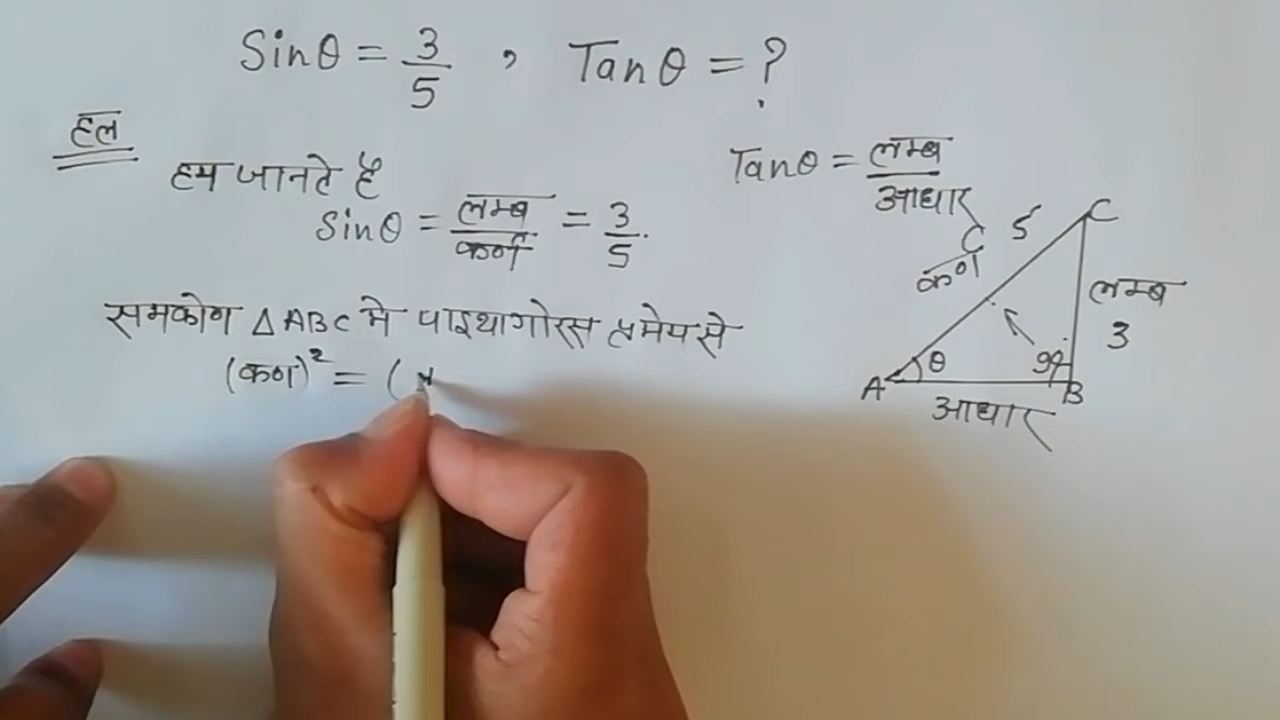 Sinθ = 3/5 , Tanθ = ?
हल
हम जानते है
Sinθ = लम्ब/कर्ण = 3/5.
Tanθ = लम्ब/आधार
समकोण △ABC मे पाइथागोरस प्रमेय से
(कर्ण)² = (
C
5
C
कर्ण
लम्ब
3
θ
90
A
B
आधार